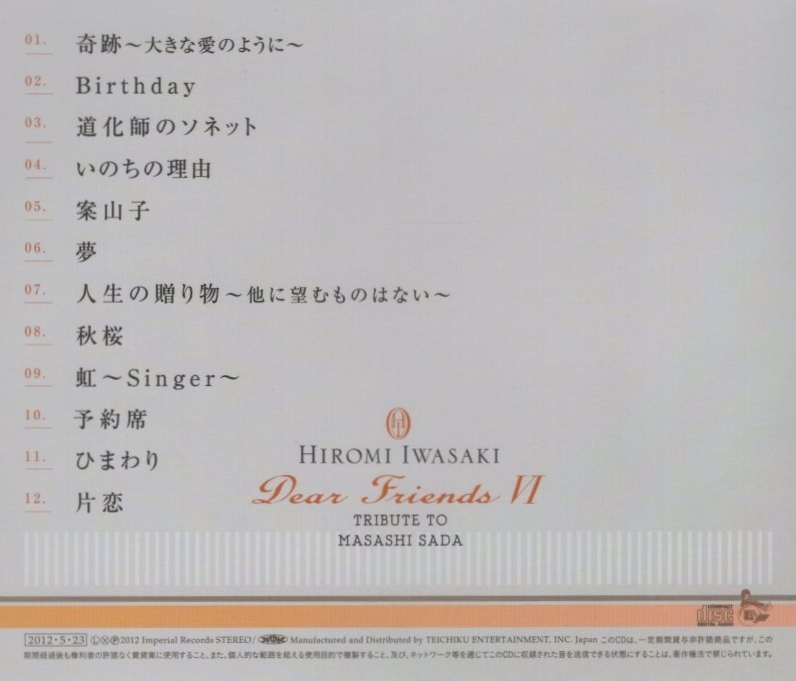 01. 奇跡～大きな愛のように～
02. Birthday
03. 道化師のソネット
04. いのちの理由
05. 案山子
06. 夢
07. 人生の贈り物～他に望むものはない～
08. 秋桜
09. 虹～Singer～
10. 予約席
11. ひまわり
12. 片恋
HIROMI IWASAKI
Dear Friends VI
TRIBUTE TO
MASASHI SADA
COMPACT
disc
DIGITAL AUDIO
2012・5・23 ⓁⓍⓅ2012 Imperial Records STEREO/ Manufactured and Distributed by TEICHIKU ENTERTAINMENT, INC. Japan このCDは、一定期間貸与非許諾商品ですが、この
期間経過後も権利者の許諾なく賃貸業に使用すること、また、個人的な範囲を超える使用目的で複製すること、及び、ネットワーク等を通じてこのCDに収録された音を送信できる状態にすることは、著作権法で禁じられています。